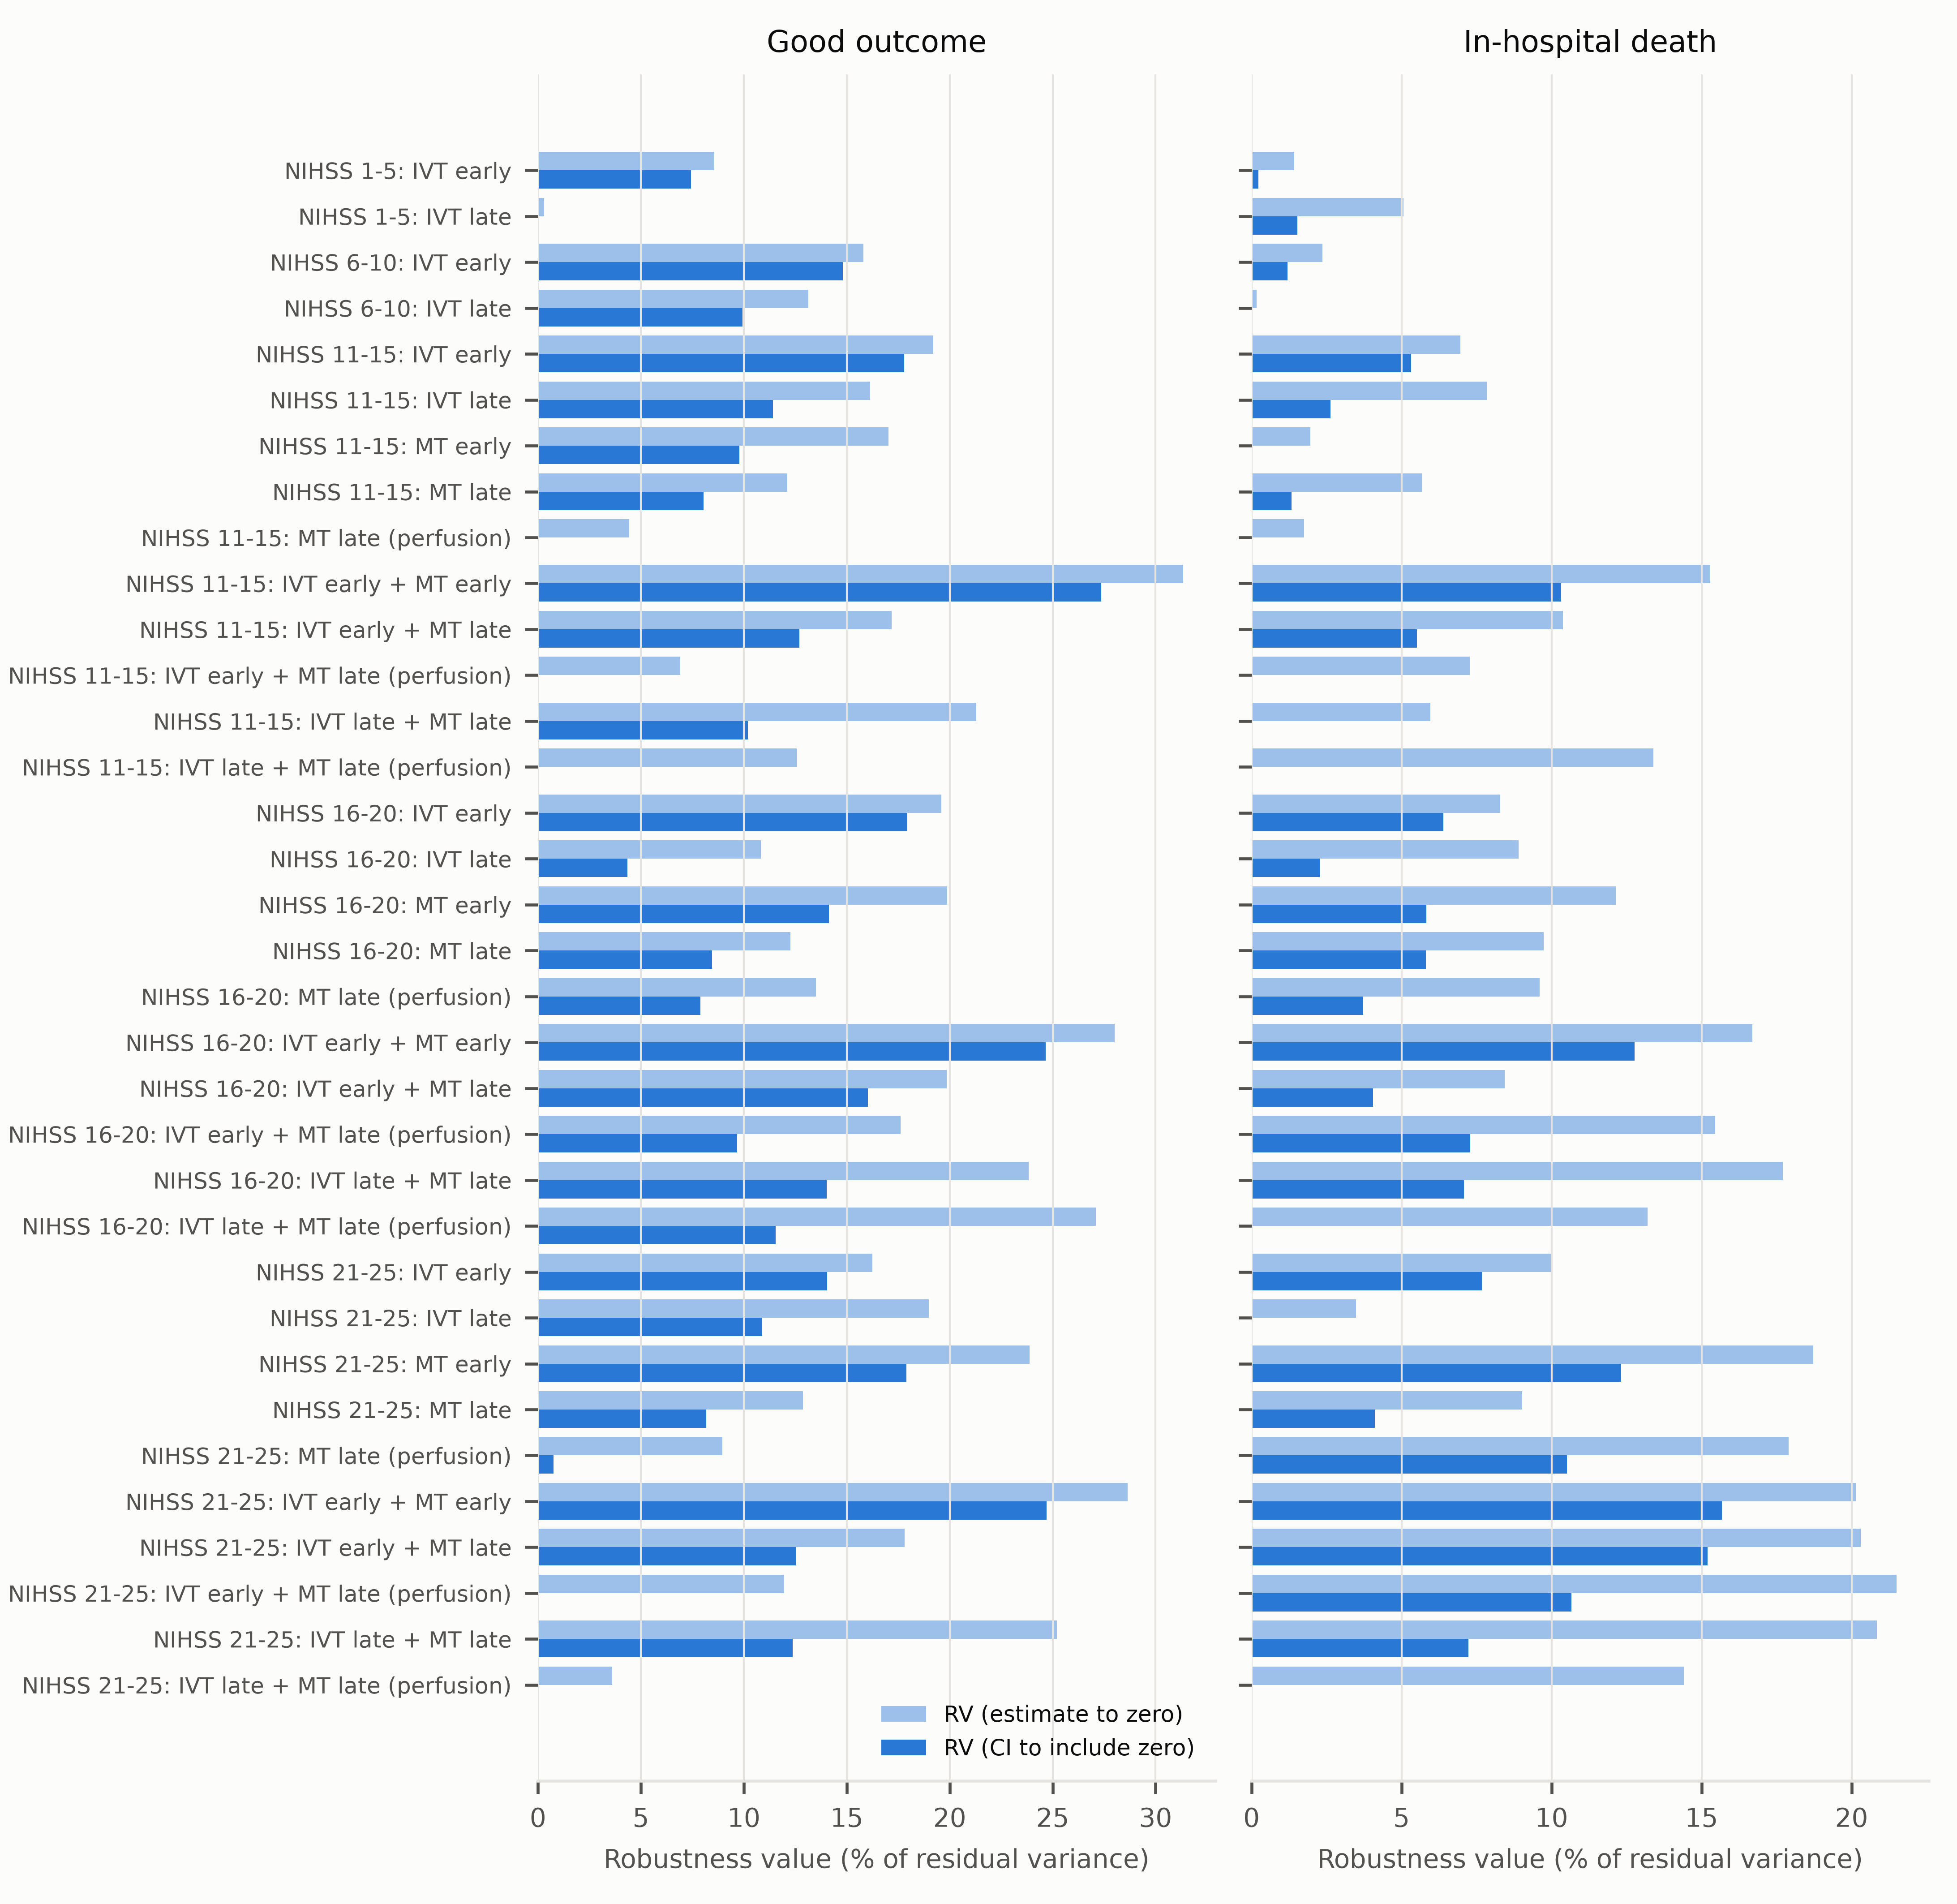 Good outcome
In-hospital death
NIHSS 1-5: IVT early
NIHSS 1-5: IVT late
NIHSS 6-10: IVT early
NIHSS 6-10: IVT late
NIHSS 11-15: IVT early
NIHSS 11-15: IVT late
NIHSS 11-15: MT early
NIHSS 11-15: MT late
NIHSS 11-15: MT late (perfusion)
NIHSS 11-15: IVT early + MT early
NIHSS 11-15: IVT early + MT late
NIHSS 11-15: IVT early + MT late (perfusion)
NIHSS 11-15: IVT late + MT late
NIHSS 11-15: IVT late + MT late (perfusion)
NIHSS 16-20: IVT early
NIHSS 16-20: IVT late
NIHSS 16-20: MT early
NIHSS 16-20: MT late
NIHSS 16-20: MT late (perfusion)
NIHSS 16-20: IVT early + MT early
NIHSS 16-20: IVT early + MT late
NIHSS 16-20: IVT early + MT late (perfusion)
NIHSS 16-20: IVT late + MT late
NIHSS 16-20: IVT late + MT late (perfusion)
NIHSS 21-25: IVT early
NIHSS 21-25: IVT late
NIHSS 21-25: MT early
NIHSS 21-25: MT late
NIHSS 21-25: MT late (perfusion)
NIHSS 21-25: IVT early + MT early
NIHSS 21-25: IVT early + MT late
NIHSS 21-25: IVT early + MT late (perfusion)
NIHSS 21-25: IVT late + MT late
NIHSS 21-25: IVT late + MT late (perfusion)
RV (estimate to zero)
RV (CI to include zero)
0 5 10 15 20 25 30
0 5 10 15 20
Robustness value (% of residual variance)
Robustness value (% of residual variance)